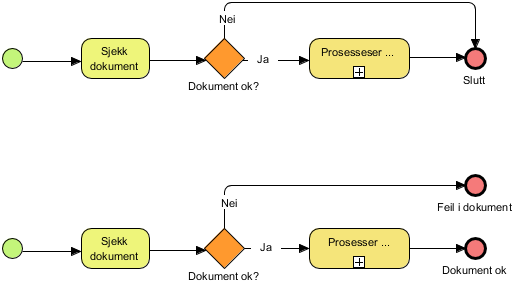 Nei
Sjekk
dokument
Ja
Prosesseser ...
Dokument ok?
Slutt
Nei
Feil i dokument
Sjekk
dokument
Ja
Prosesser ...
Dokument ok?
Dokument ok